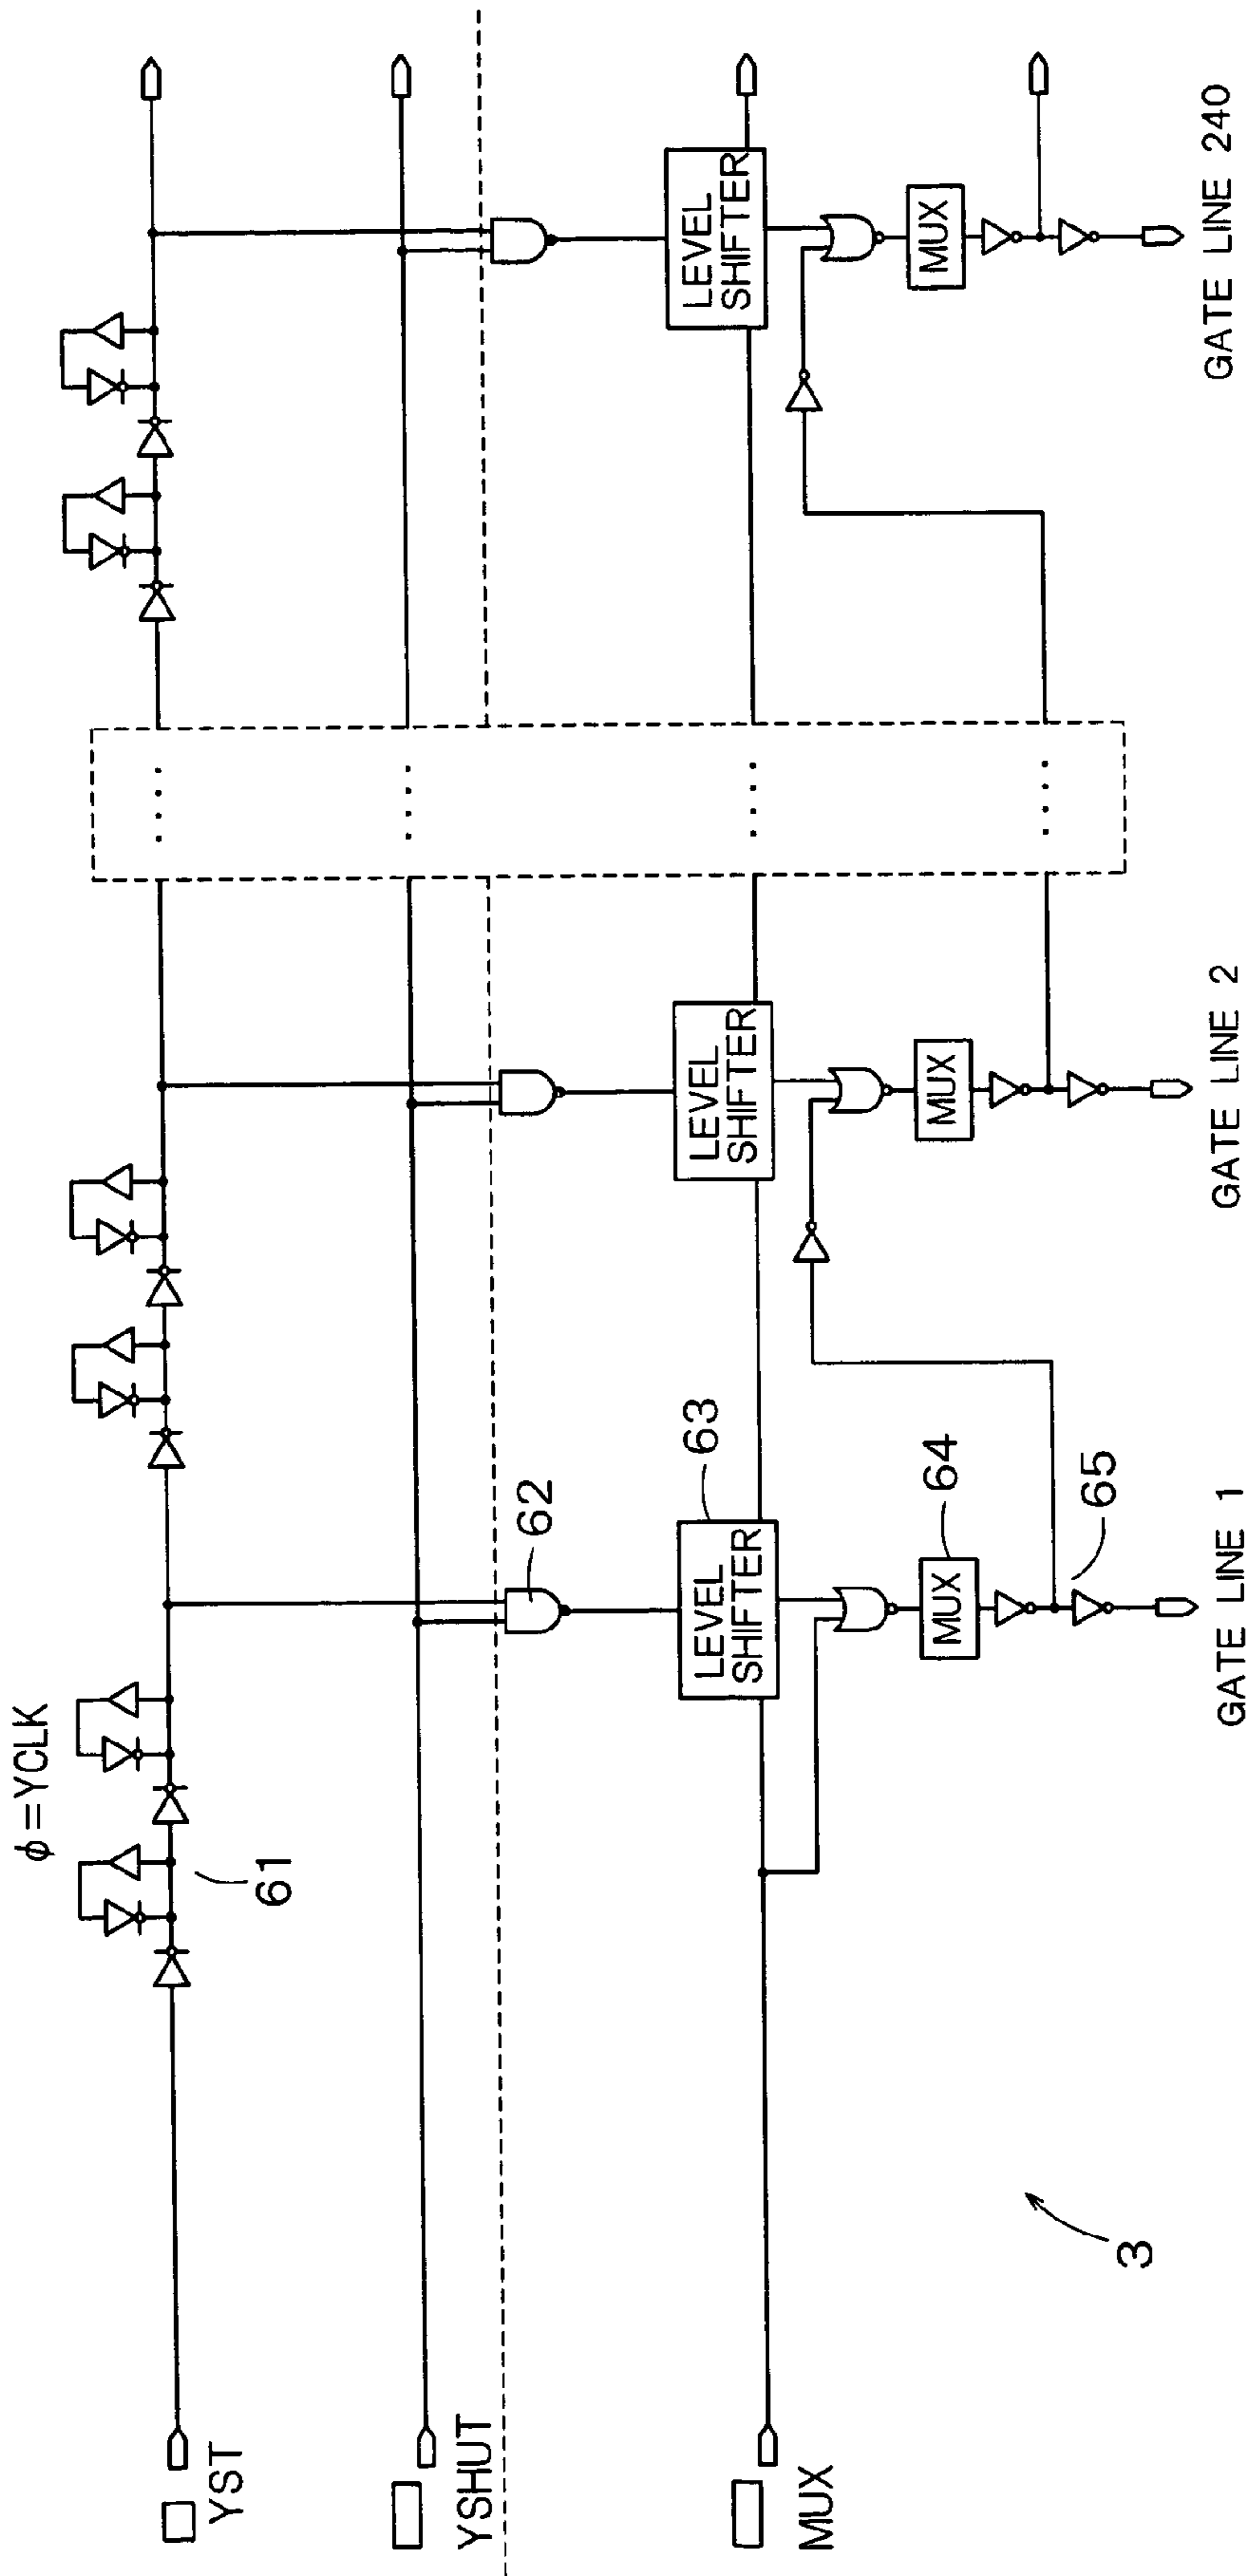 φ=YCLK
61
YST
YSHUT
MUX
62
LEVEL
SHIFTER
63
LEVEL
SHIFTER
LEVEL
SHIFTER
MUX
64
MUX
MUX
65
GATE LINE 1
GATE LINE 2
GATE LINE 240
3